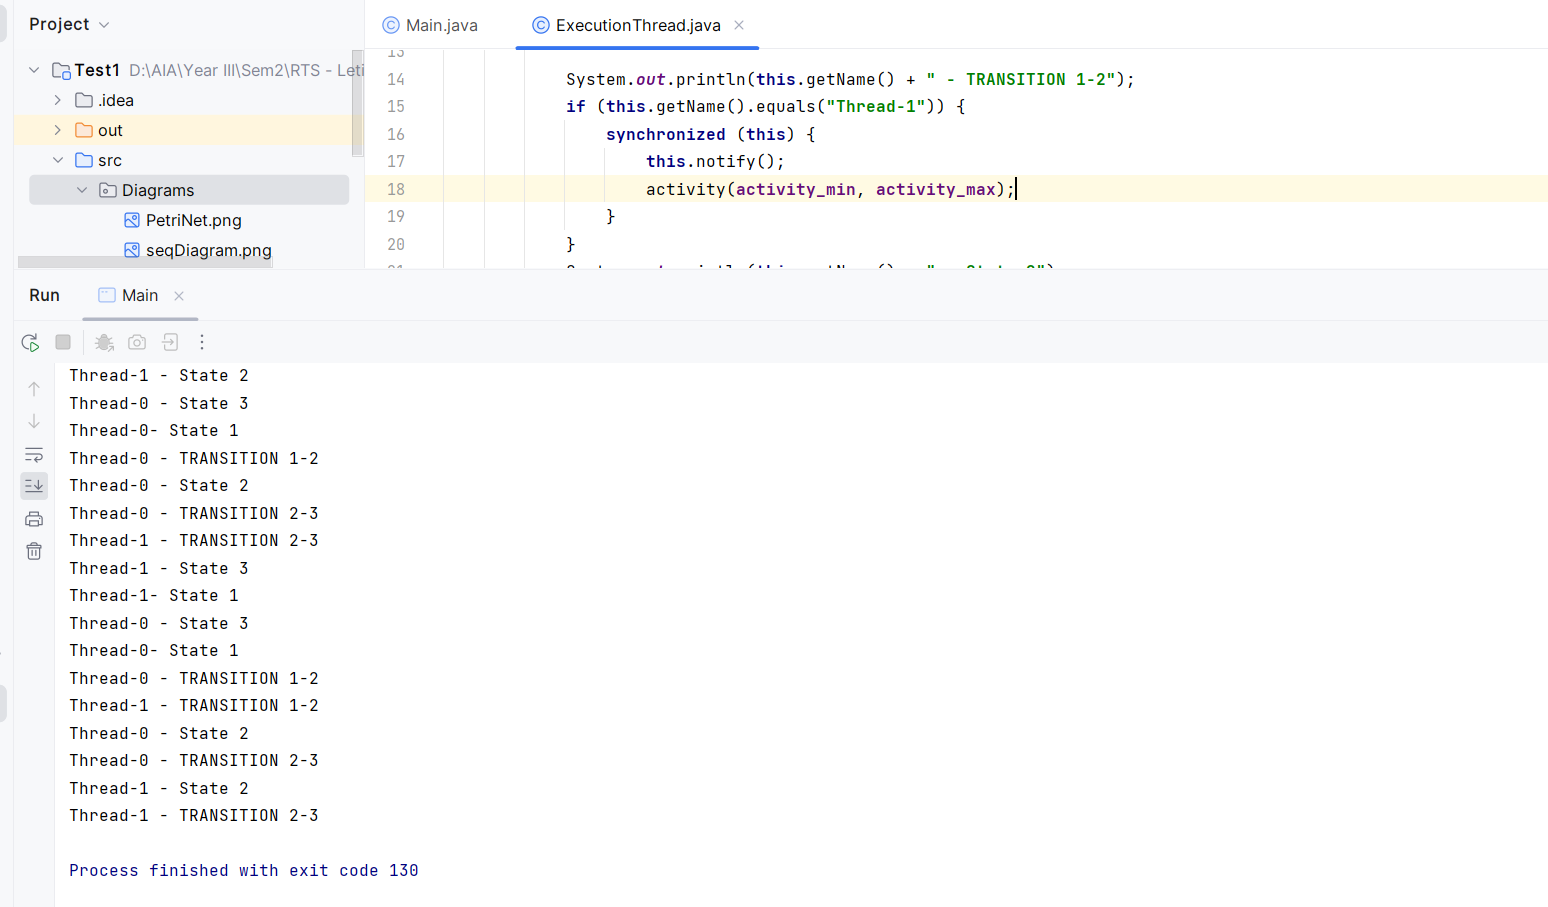 Project
Main.java
ExecutionThread.java
Test1 D:\AIA\Year III\Sem2\RTS - Leti
.idea
out
src
Diagrams
PetriNet.png
seqDiagram.png
13
14 System.out.println(this.getName() + " - TRANSITION 1-2");
15 if (this.getName().equals("Thread-1")) {
16 synchronized (this) {
17 this.notify();
18 activity(activity_min, activity_max);
19 }
20 }
Run
Main
Thread-1 - State 2
Thread-0 - State 3
Thread-0- State 1
Thread-0 - TRANSITION 1-2
Thread-0 - State 2
Thread-0 - TRANSITION 2-3
Thread-1 - TRANSITION 2-3
Thread-1 - State 3
Thread-1- State 1
Thread-0 - State 3
Thread-0- State 1
Thread-0 - TRANSITION 1-2
Thread-1 - TRANSITION 1-2
Thread-0 - State 2
Thread-0 - TRANSITION 2-3
Thread-1 - State 2
Thread-1 - TRANSITION 2-3
Process finished with exit code 130